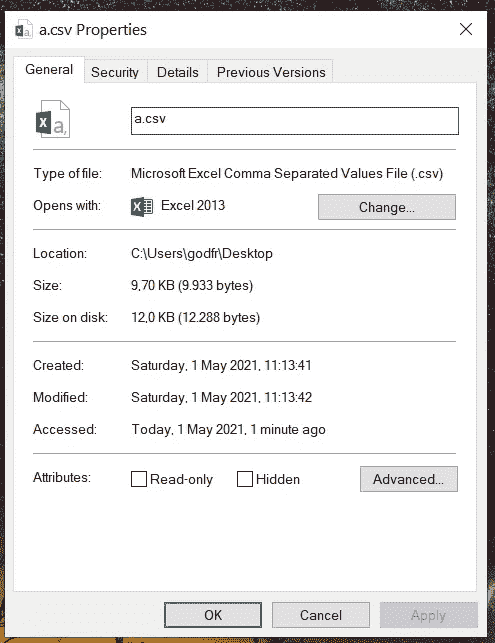 a.csv Properties
General Security Details Previous Versions
a.csv
Type of file: Microsoft Excel Comma Separated Values File (.csv)
Opens with: Excel 2013 Change...
Location: C:\Users\godfr\Desktop
Size: 9,70 KB (9.933 bytes)
Size on disk: 12,0 KB (12.288 bytes)
Created: Saturday, 1 May 2021, 11:13:41
Modified: Saturday, 1 May 2021, 11:13:42
Accessed: Today, 1 May 2021, 1 minute ago
Attributes: Read-only Hidden Advanced...
OK Cancel Apply